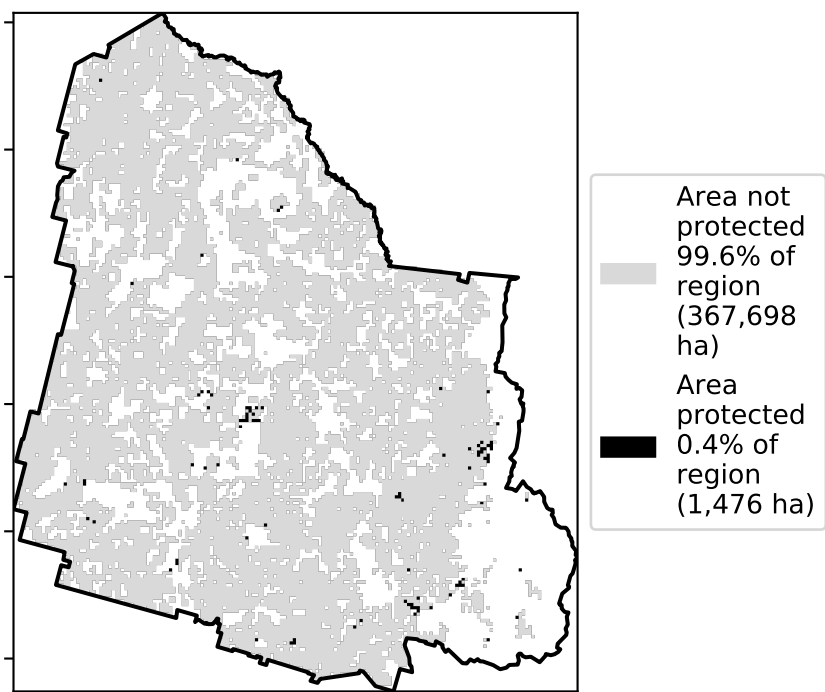 Area not
protected
99.6% of
region
(367,698
ha)
Area
protected
0.4% of
region
(1,476 ha)